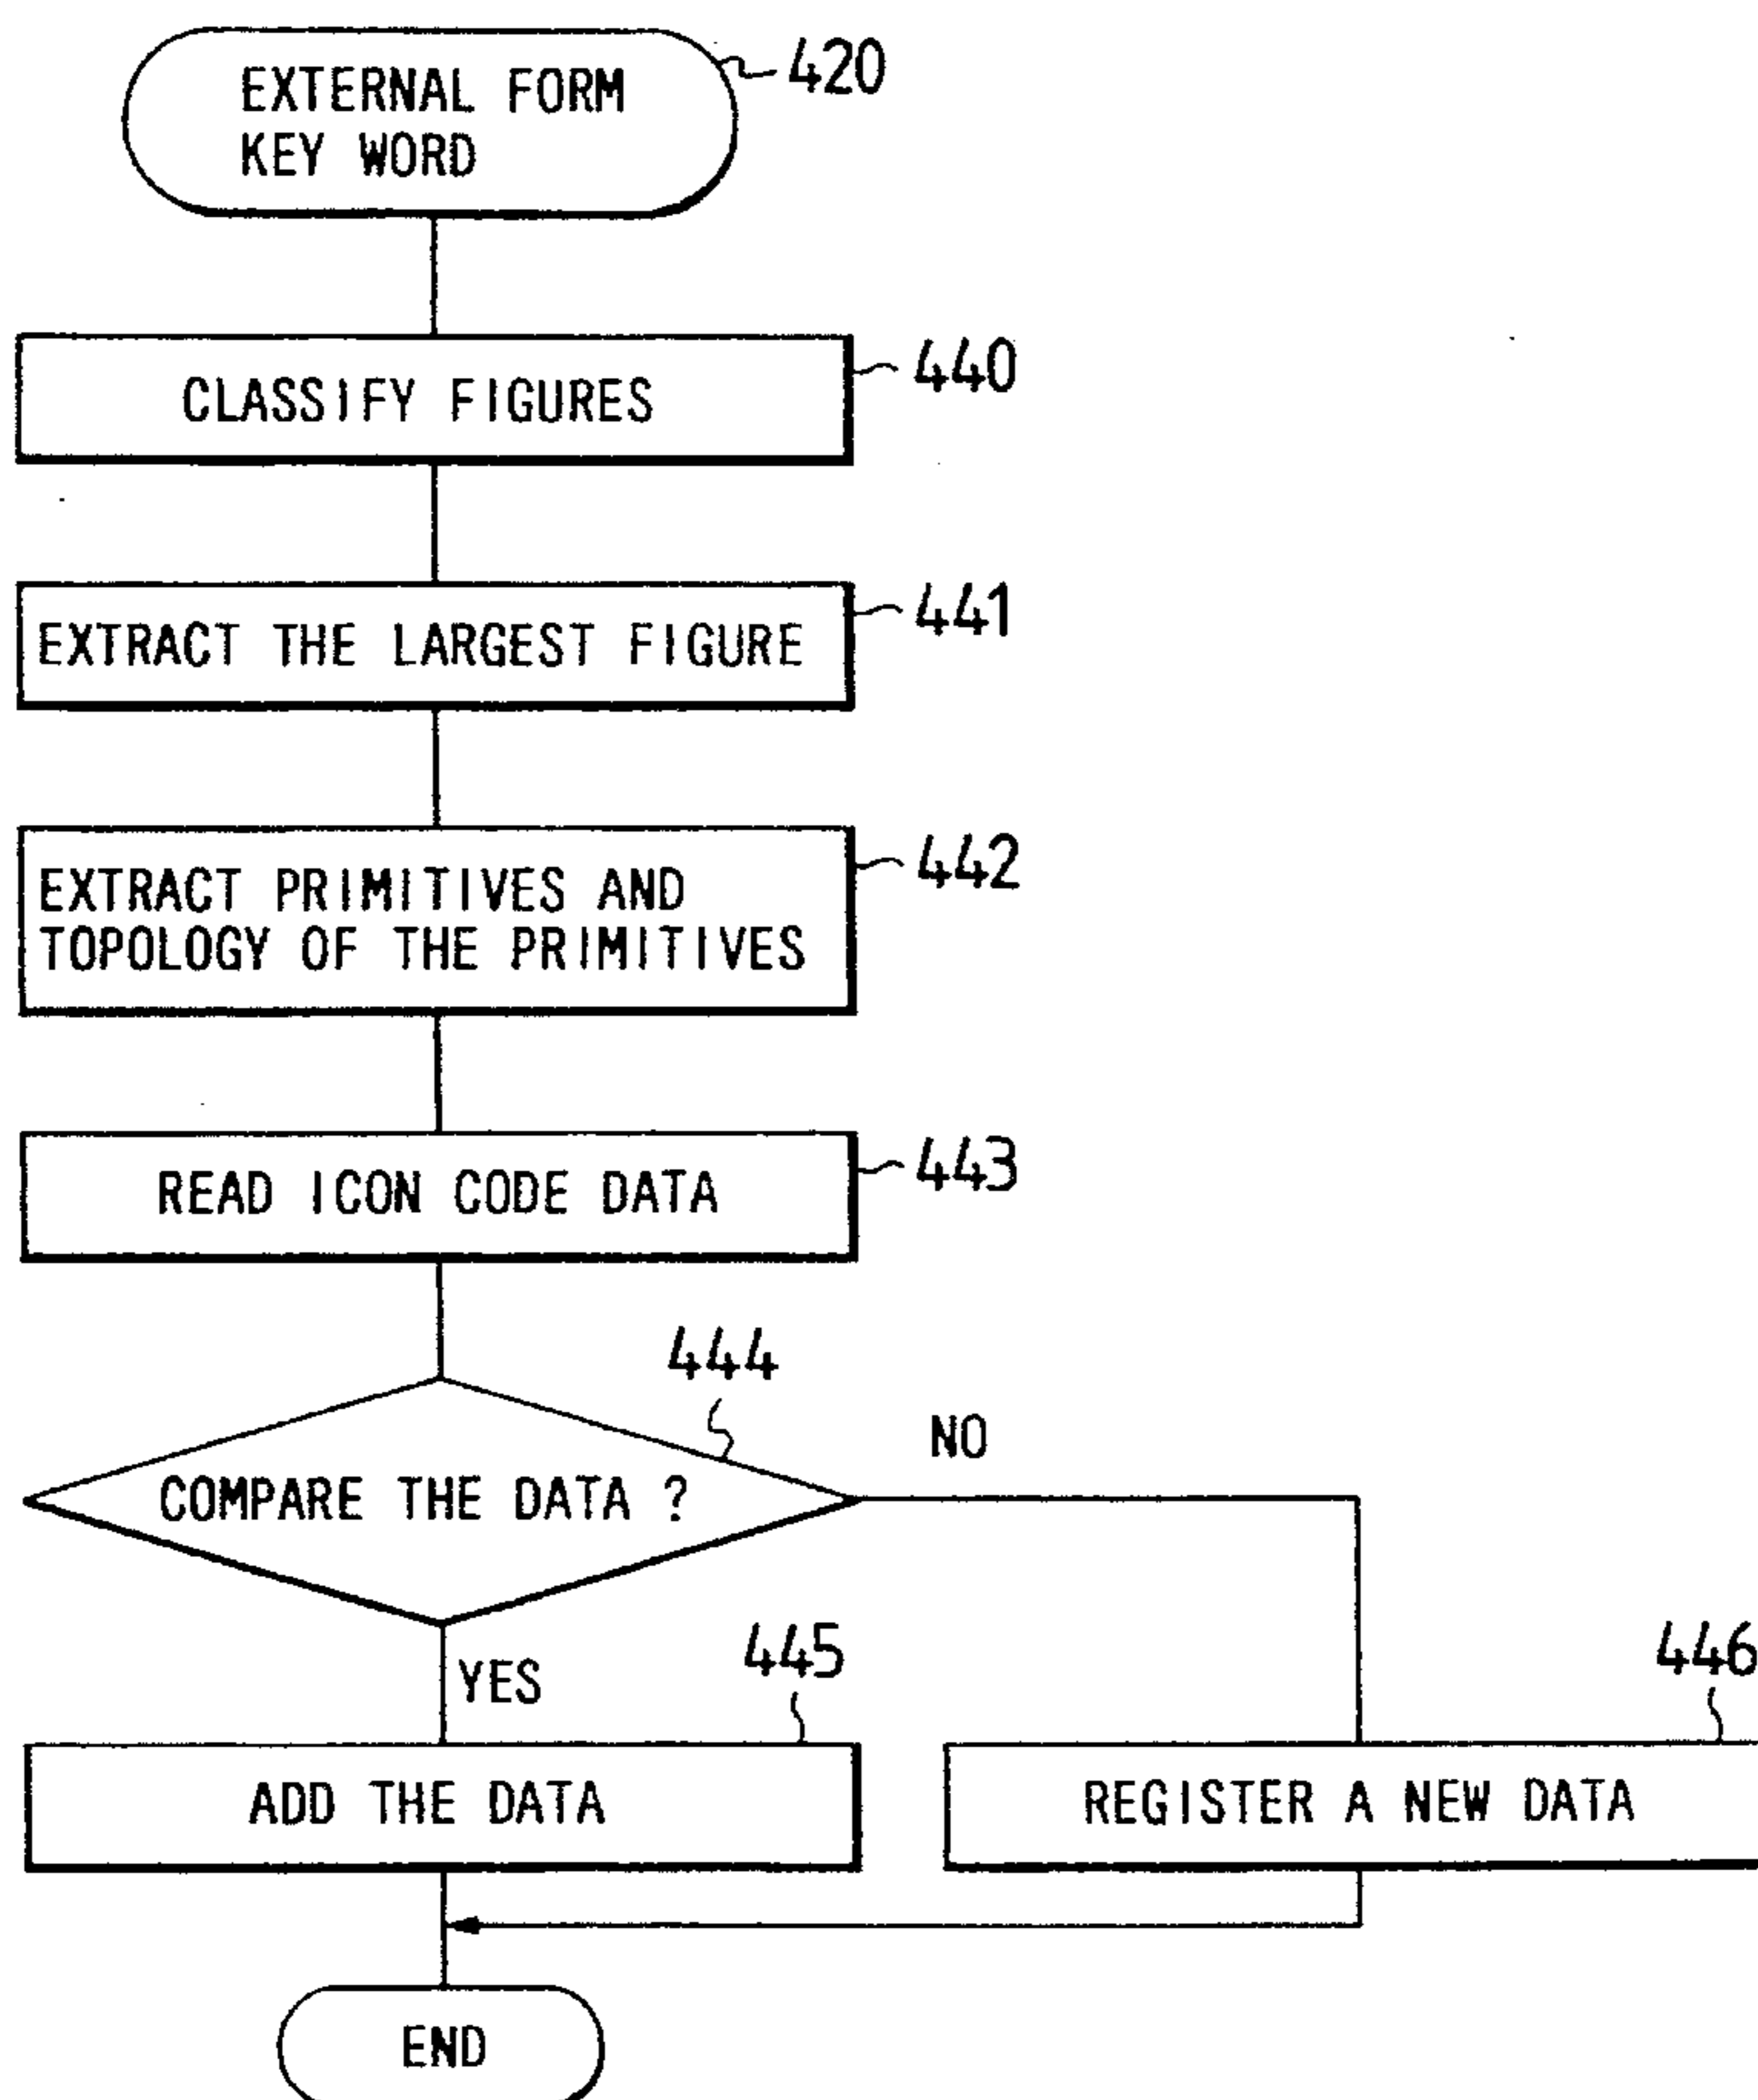 EXTERNAL FORM
KEY WORD
420
CLASSIFY FIGURES
440
EXTRACT THE LARGEST FIGURE
441
EXTRACT PRIMITIVES AND
TOPOLOGY OF THE PRIMITIVES
442
READ ICON CODE DATA
443
444
COMPARE THE DATA ?
NO
YES
445
446
ADD THE DATA
REGISTER A NEW DATA
END